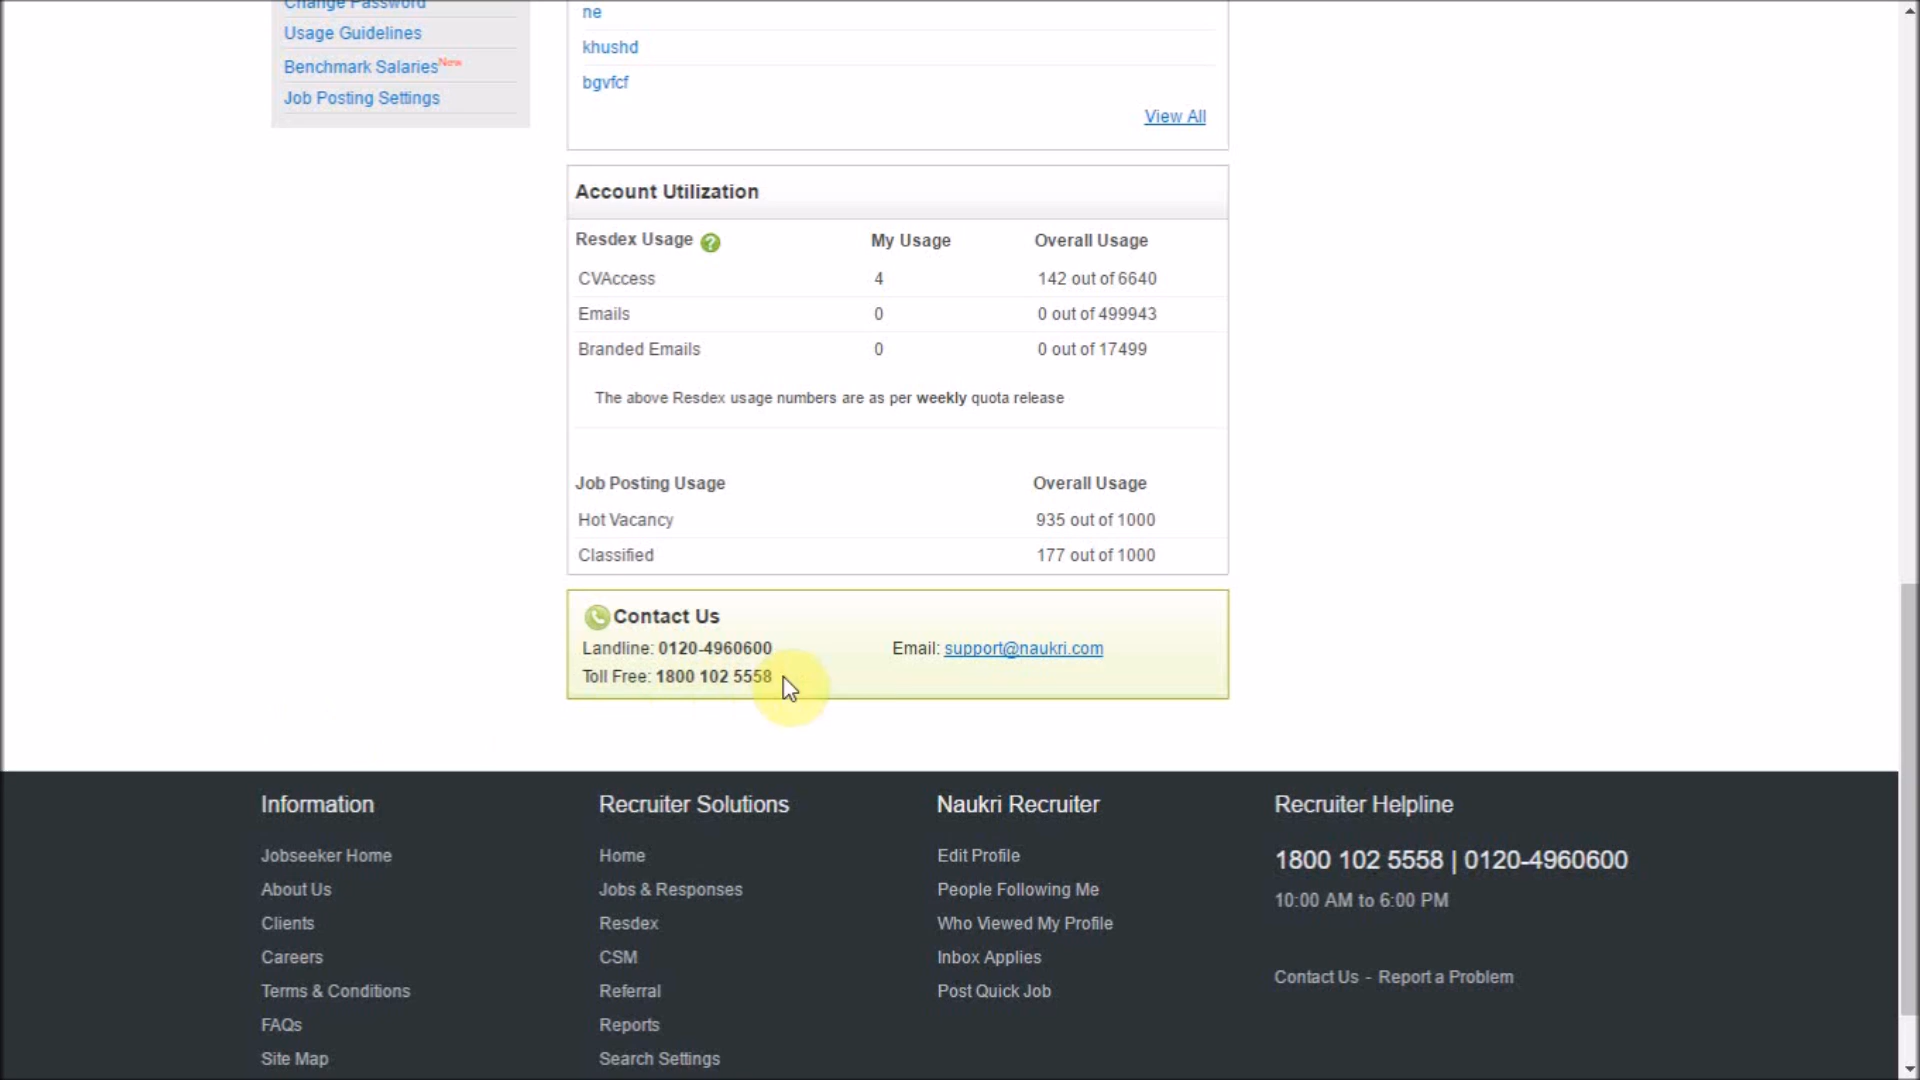 Change Password
Usage Guidelines
Benchmark Salaries New
Job Posting Settings
ne
khushd
bgvfcf
View All
Account Utilization
Resdex Usage ? My Usage Overall Usage
CVAccess 4 142 out of 6640
Emails 0 0 out of 499943
Branded Emails 0 0 out of 17499
The above Resdex usage numbers are as per weekly quota release
Job Posting Usage Overall Usage
Hot Vacancy 935 out of 1000
Classified 177 out of 1000
Contact Us
Landline: 0120-4960600 Email: support@naukri.com
Toll Free: 1800 102 5558
Information
Jobseeker Home
About Us
Clients
Careers
Terms & Conditions
FAQs
Site Map
Recruiter Solutions
Home
Jobs & Responses
Resdex
CSM
Referral
Reports
Search Settings
Naukri Recruiter
Edit Profile
People Following Me
Who Viewed My Profile
Inbox Applies
Post Quick Job
Recruiter Helpline
1800 102 5558 | 0120-4960600
10:00 AM to 6:00 PM
Contact Us - Report a Problem